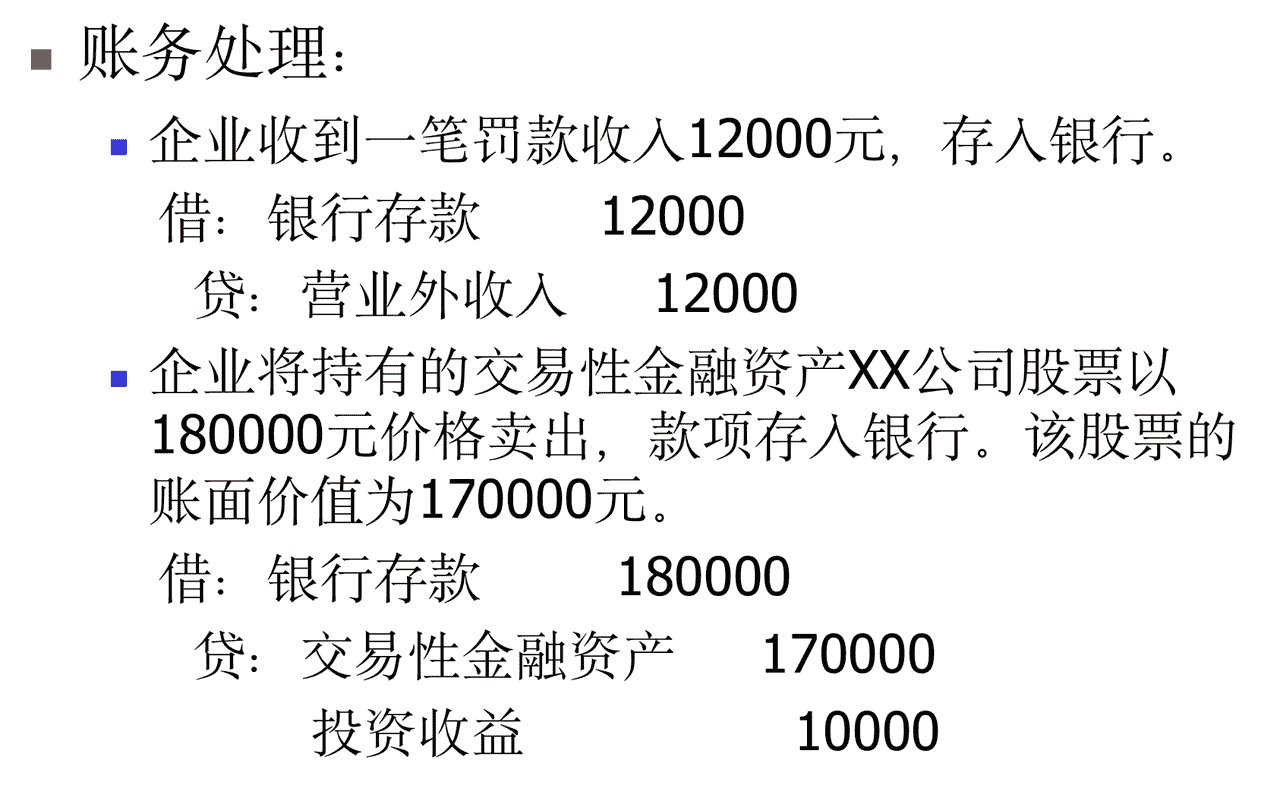 账务处理：
企业收到一笔罚款收入12000元，存入银行。
借：银行存款 12000
贷：营业外收入 12000
企业将持有的交易性金融资产XX公司股票以
180000元价格卖出，款项存入银行。该股票的
账面价值为170000元。
借：银行存款 180000
贷：交易性金融资产 170000
投资收益 10000